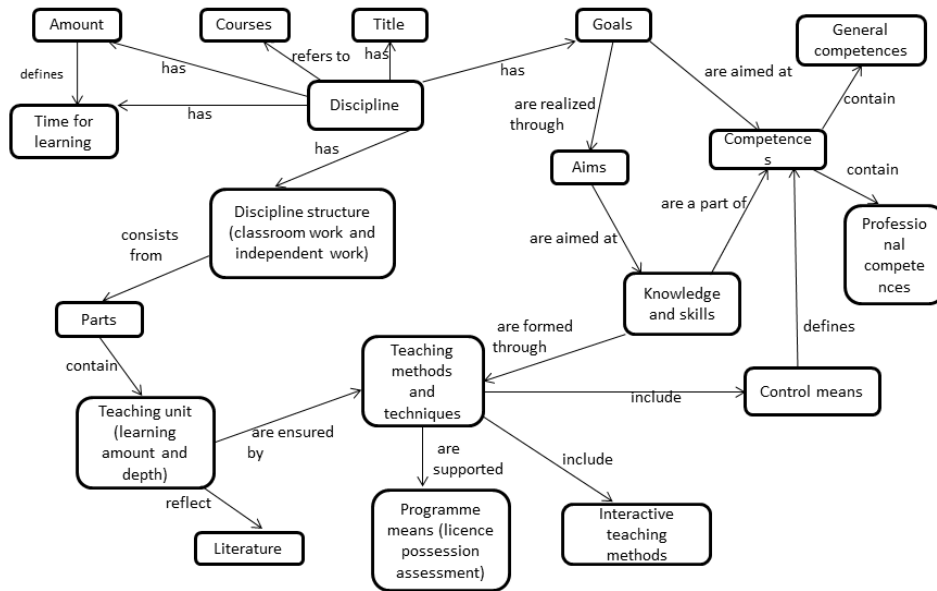 Amount
Courses
Title
Goals
General
competences
refers to
has
has
has
are aimed at
defines
Discipline
contain
Time for
learning
has
are realized
through
Competence
s
has
Aims
contain
Discipline structure
(classroom work and
independent work)
are a part of
Professio
nal
compete
nces
consists
from
are aimed at
Knowledge
and skills
Parts
are formed
through
defines
contain
Teaching
methods
and
techniques
Control means
include
Teaching unit
(learning
amount and
depth)
are ensured
by
are
supported
include
reflect
Programme
means (licence
possession
assessment)
Interactive
teaching
methods
Literature